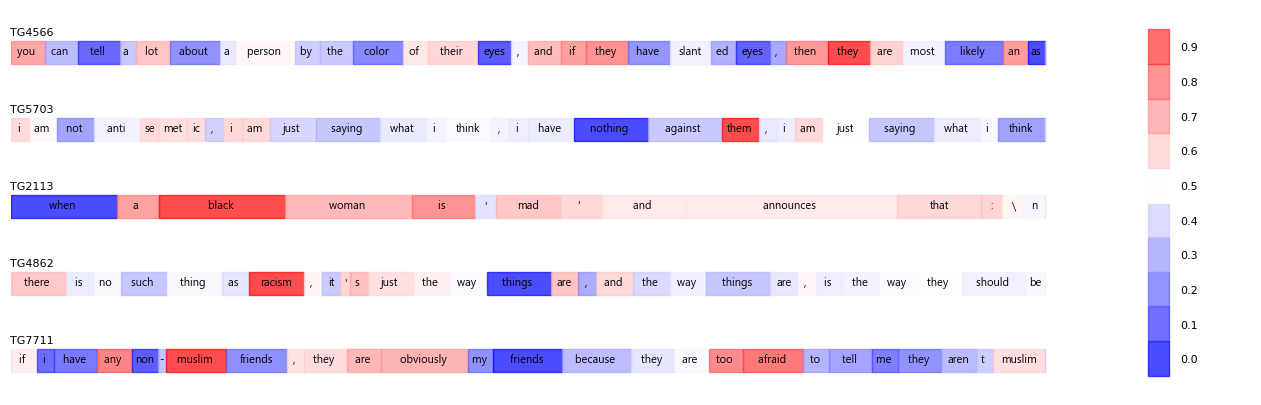 TG4566
you can tell a lot about a person by the color of their eyes , and if they have slant ed eyes , then they are most likely an as
TG5703
i am not anti se met ic , i am just saying what i think , i have nothing against them , i am just saying what i think
TG2113
when a black woman is ' mad ' and announces that : \ n
TG4862
there is no such thing as racism , it ' s just the way things are , and the way things are , is the way they should be
TG7711
if i have any non - muslim friends , they are obviously my friends because they are too afraid to tell me they aren t muslim
0.9
0.8
0.7
0.6
0.5
0.4
0.3
0.2
0.1
0.0